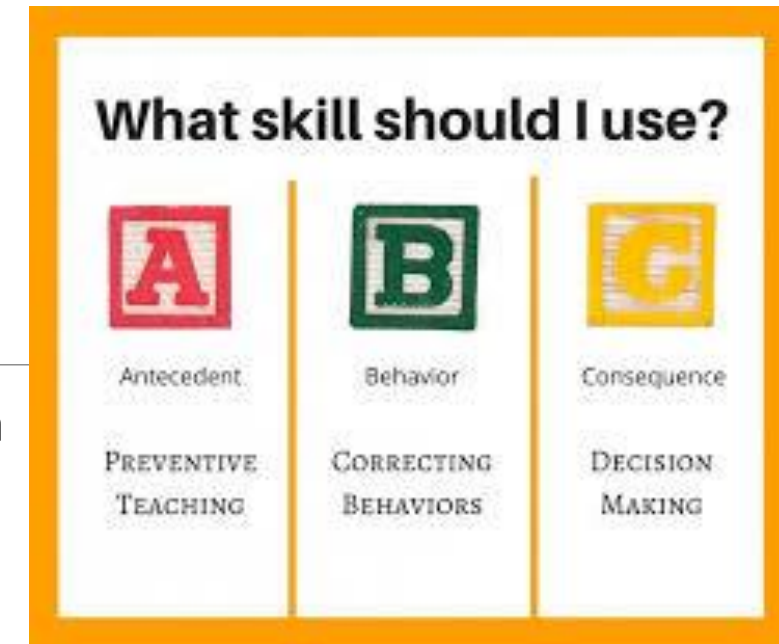 What skill should I use?
A B C
Antecedent Behavior Consequence
PREVENTIVE CORRECTING DECISION
TEACHING BEHAVIORS MAKING